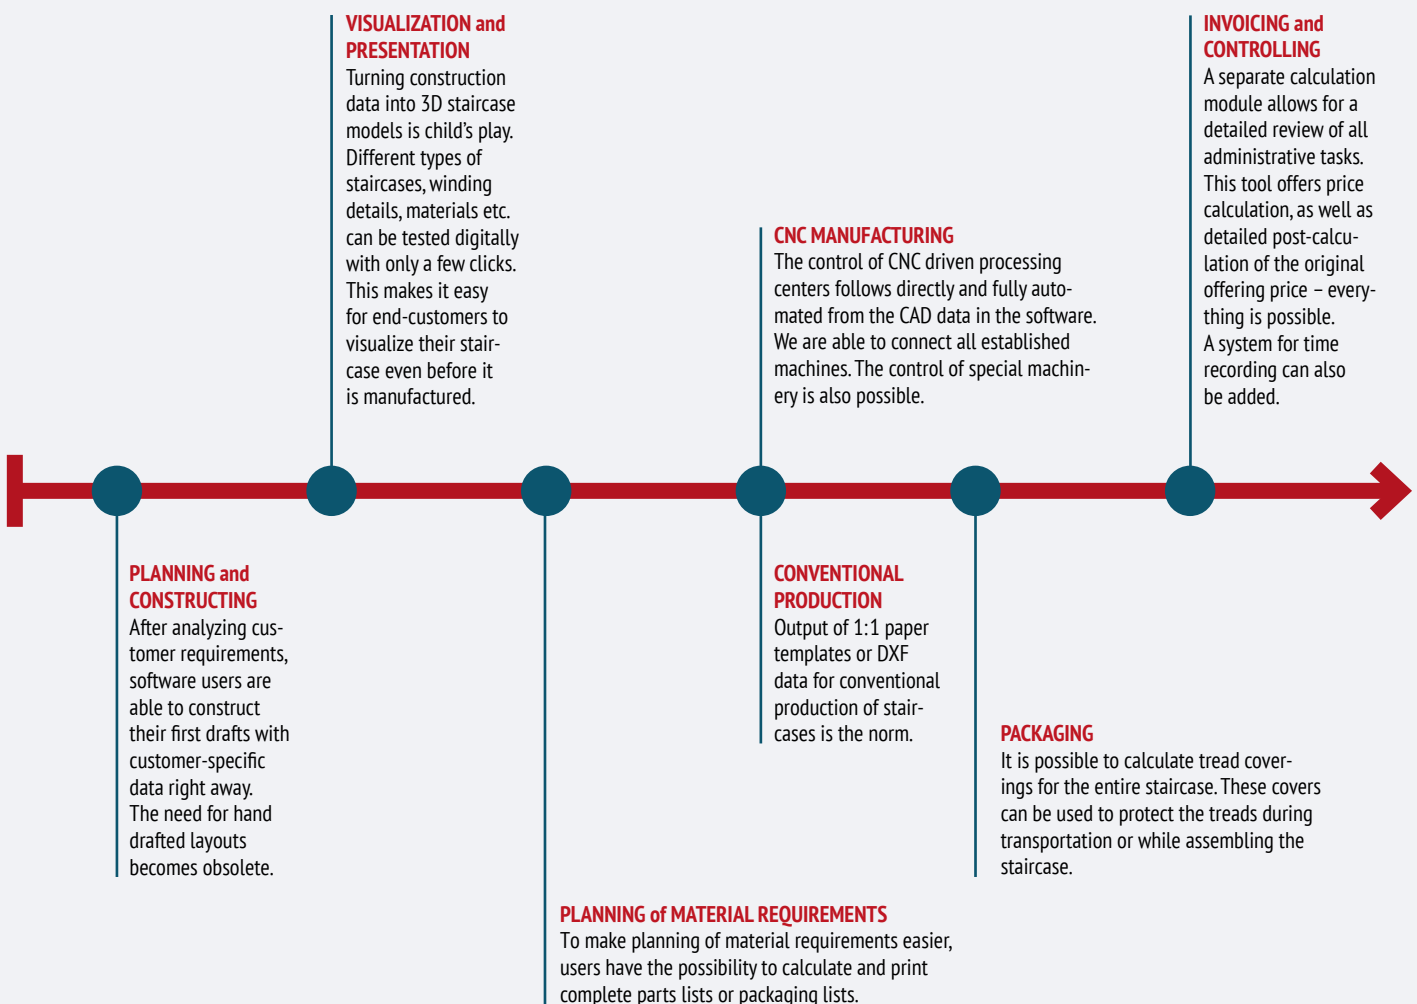 VISUALIZATION and
PRESENTATION
Turning construction
data into 3D staircase
models is child’s play.
Different types of
staircases, winding
details, materials etc.
can be tested digitally
with only a few clicks.
This makes it easy
for end-customers to
visualize their stair-
case even before it
is manufactured.
CNC MANUFACTURING
The control of CNC driven processing
centers follows directly and fully auto-
mated from the CAD data in the software.
We are able to connect all established
machines. The control of special machin-
ery is also possible.
INVOICING and
CONTROLLING
A separate calculation
module allows for a
detailed review of all
administrative tasks.
This tool offers price
calculation, as well as
detailed post-calcu-
lation of the original
offering price – every-
thing is possible.
A system for time
recording can also
be added.
PLANNING and
CONSTRUCTING
After analyzing cus-
tomer requirements,
software users are
able to construct
their first drafts with
customer-specific
data right away.
The need for hand
drafted layouts
becomes obsolete.
CONVENTIONAL
PRODUCTION
Output of 1:1 paper
templates or DXF
data for conventional
production of stair-
cases is the norm.
PACKAGING
It is possible to calculate tread cover-
ings for the entire staircase. These covers
can be used to protect the treads during
transportation or while assembling the
staircase.
PLANNING of MATERIAL REQUIREMENTS
To make planning of material requirements easier,
users have the possibility to calculate and print
complete parts lists or packaging lists.